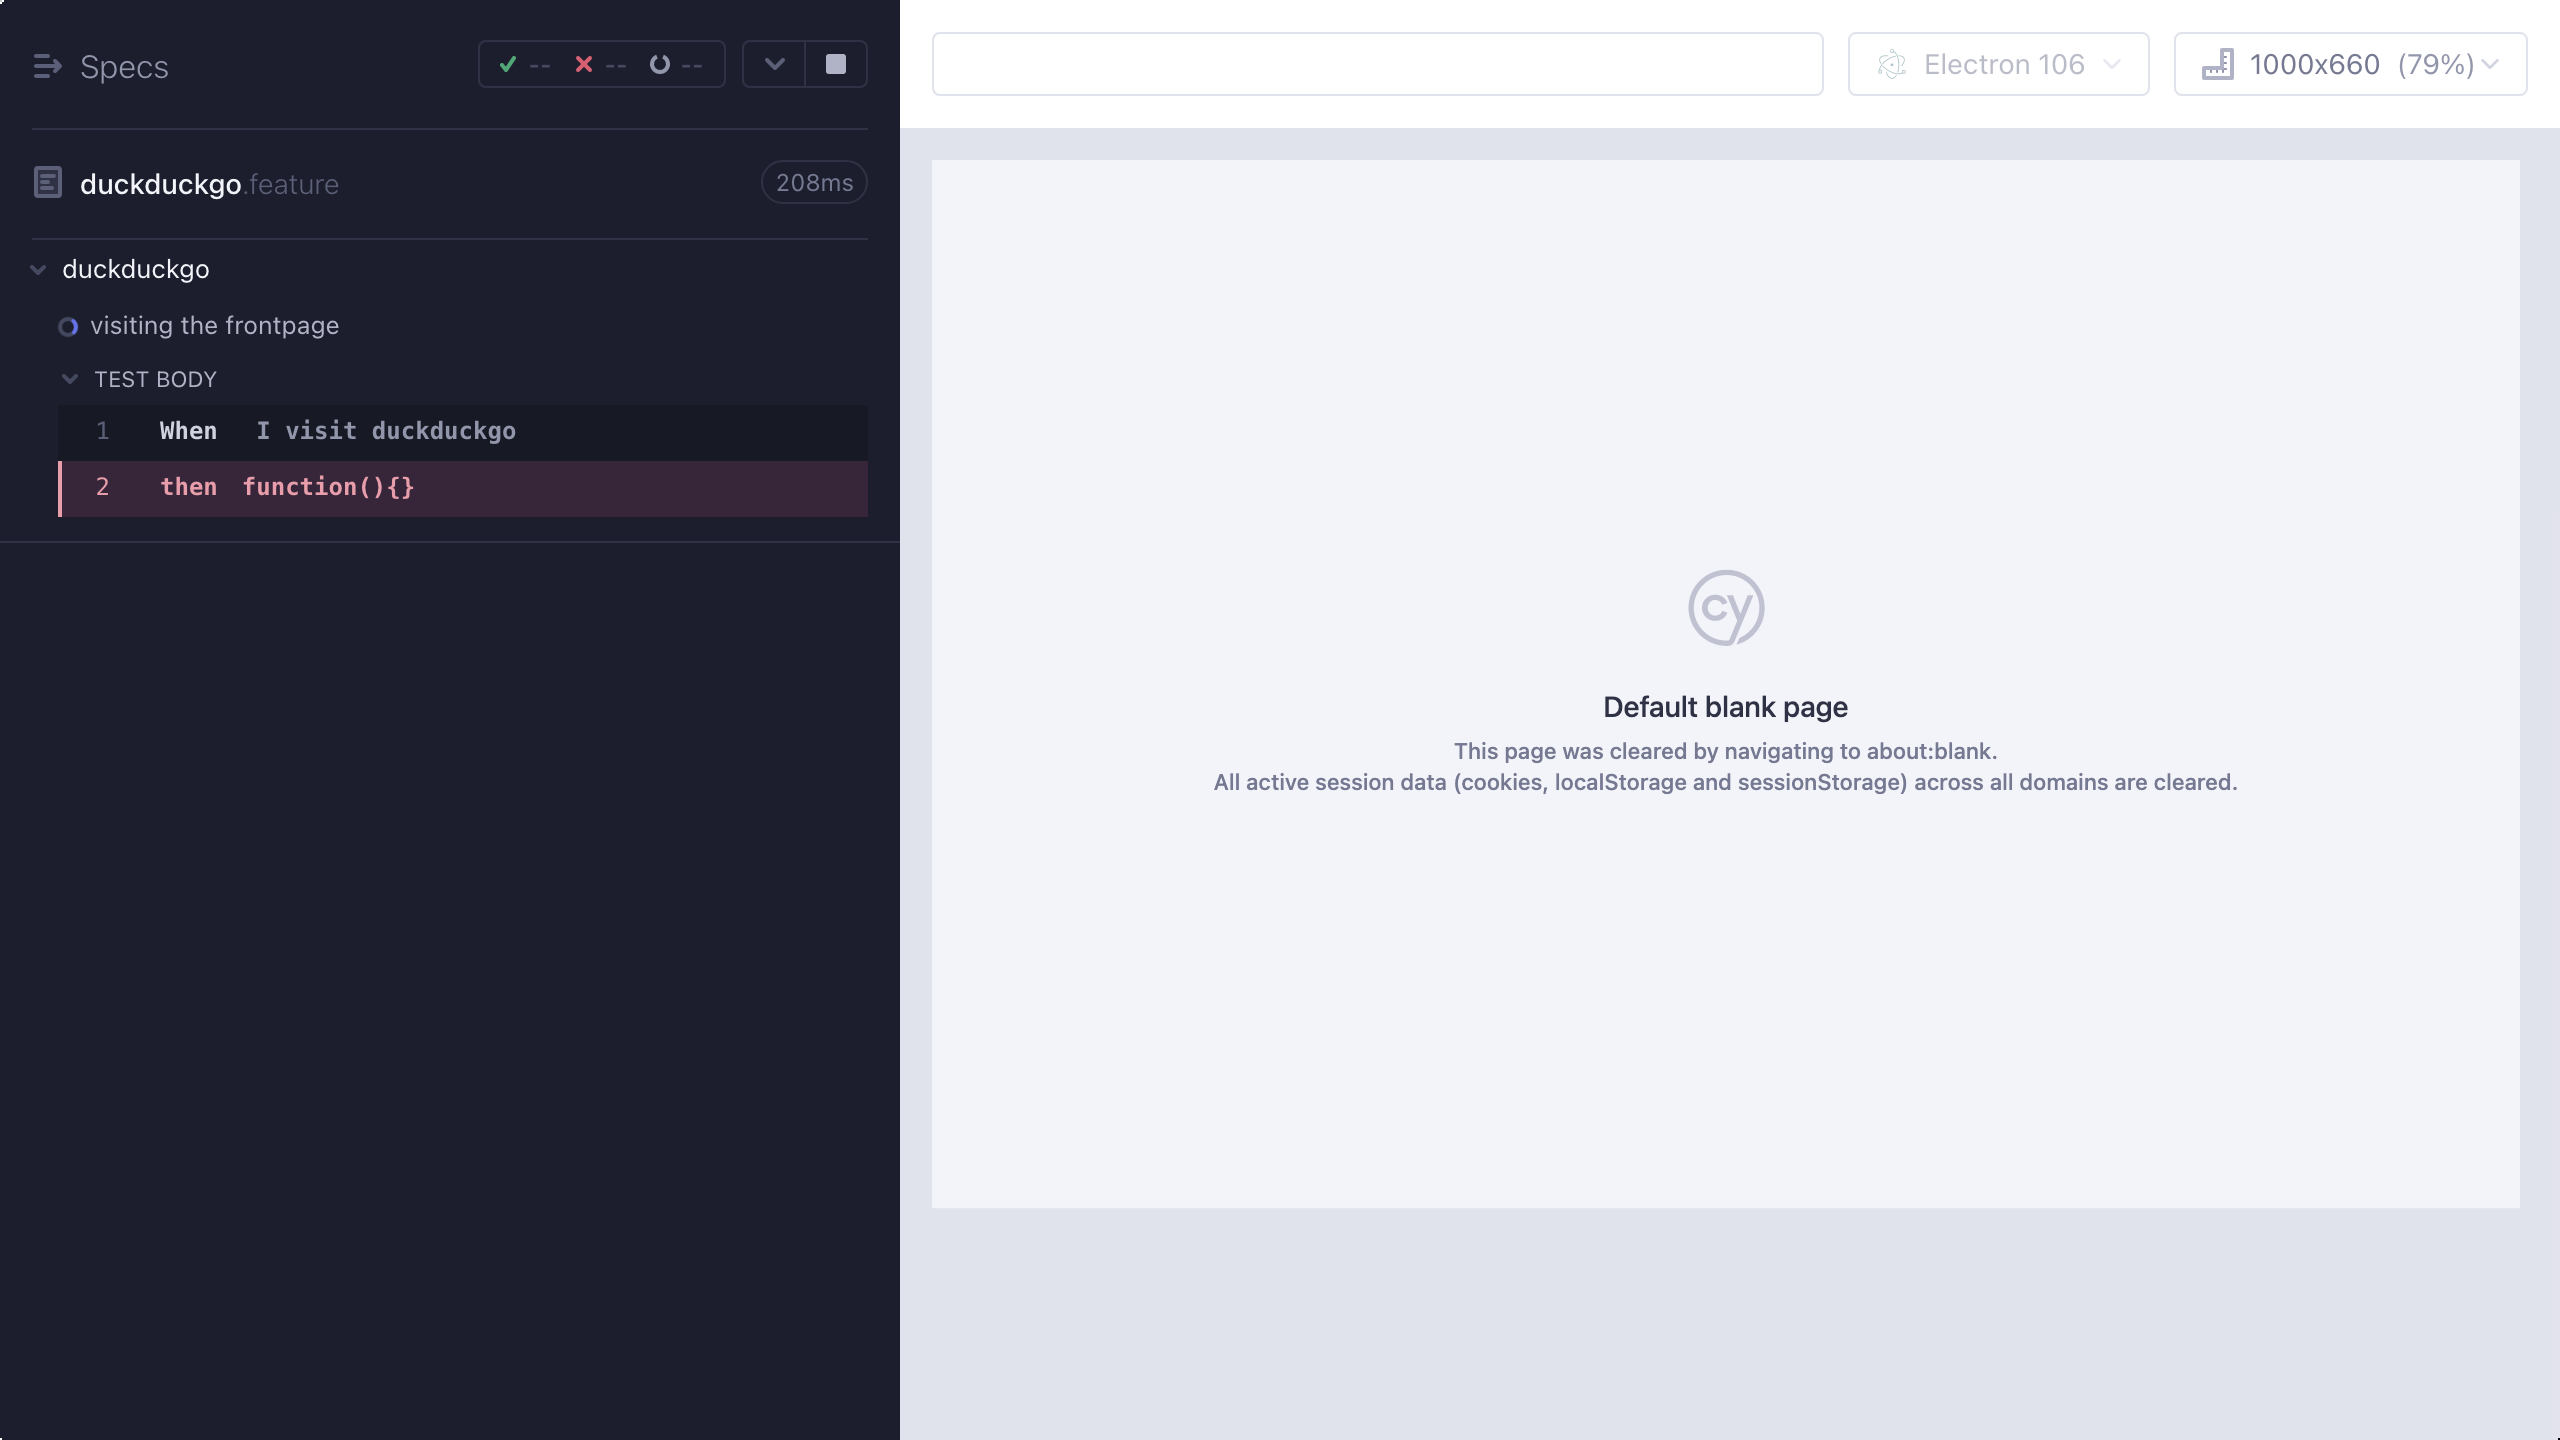 Specs
--
--
--
duckduckgo.feature
208ms
duckduckgo
visiting the frontpage
TEST BODY
1 When I visit duckduckgo
2 then function(){}
Electron 106
1000x660 (79%)
cy
Default blank page
This page was cleared by navigating to about:blank.
All active session data (cookies, localStorage and sessionStorage) across all domains are cleared.